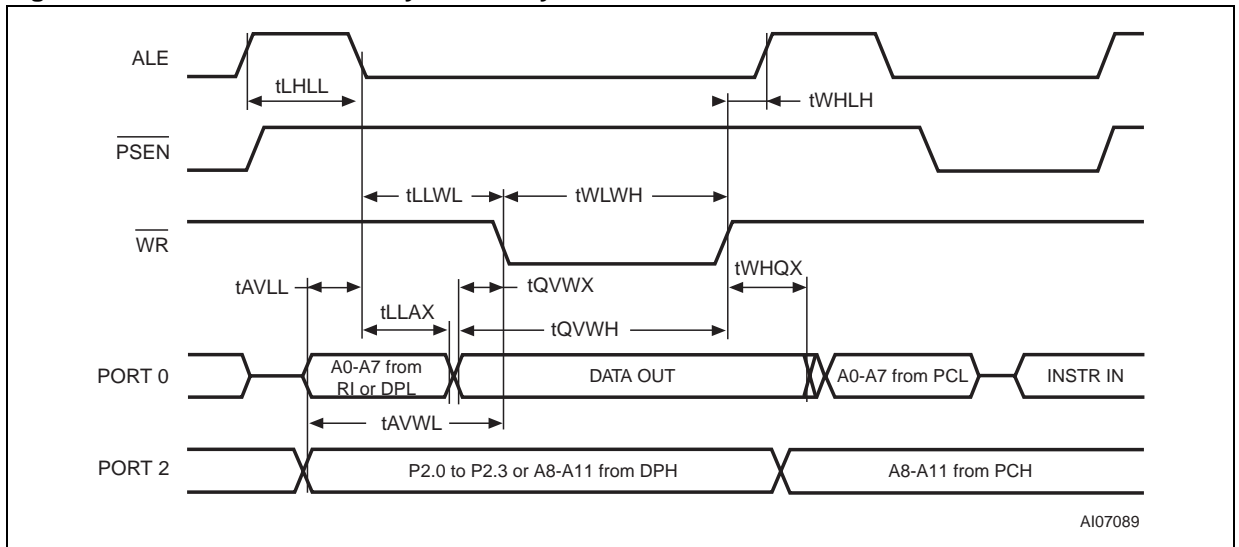 ALE
tLHLL
tWHLH
PSEN
tLLWL
tWLWH
WR
tAVLL
tQVWX
tWHQX
tLLAX
tQVWH
PORT 0
A0-A7 from
RI or DPL
DATA OUT
A0-A7 from PCL
INSTR IN
tAVWL
PORT 2
P2.0 to P2.3 or A8-A11 from DPH
A8-A11 from PCH
AI07089